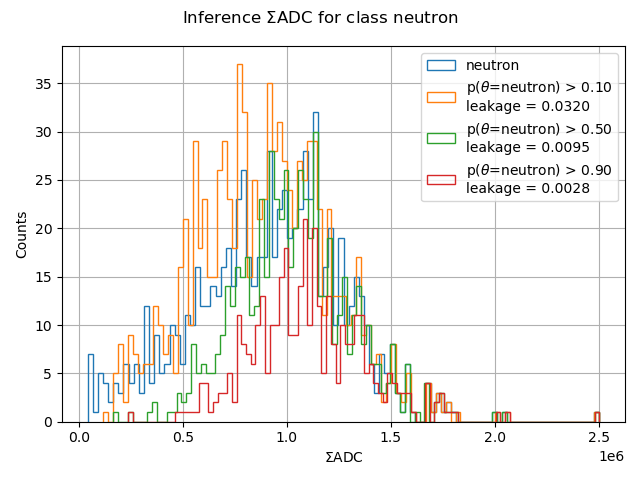 Inference ΣADC for class neutron
neutron
p(θ=neutron) > 0.10
leakage = 0.0320
p(θ=neutron) > 0.50
leakage = 0.0095
p(θ=neutron) > 0.90
leakage = 0.0028
Counts
35
30
25
20
15
10
5
0
0.0 0.5 1.0 1.5 2.0 2.5
1e6
ΣADC